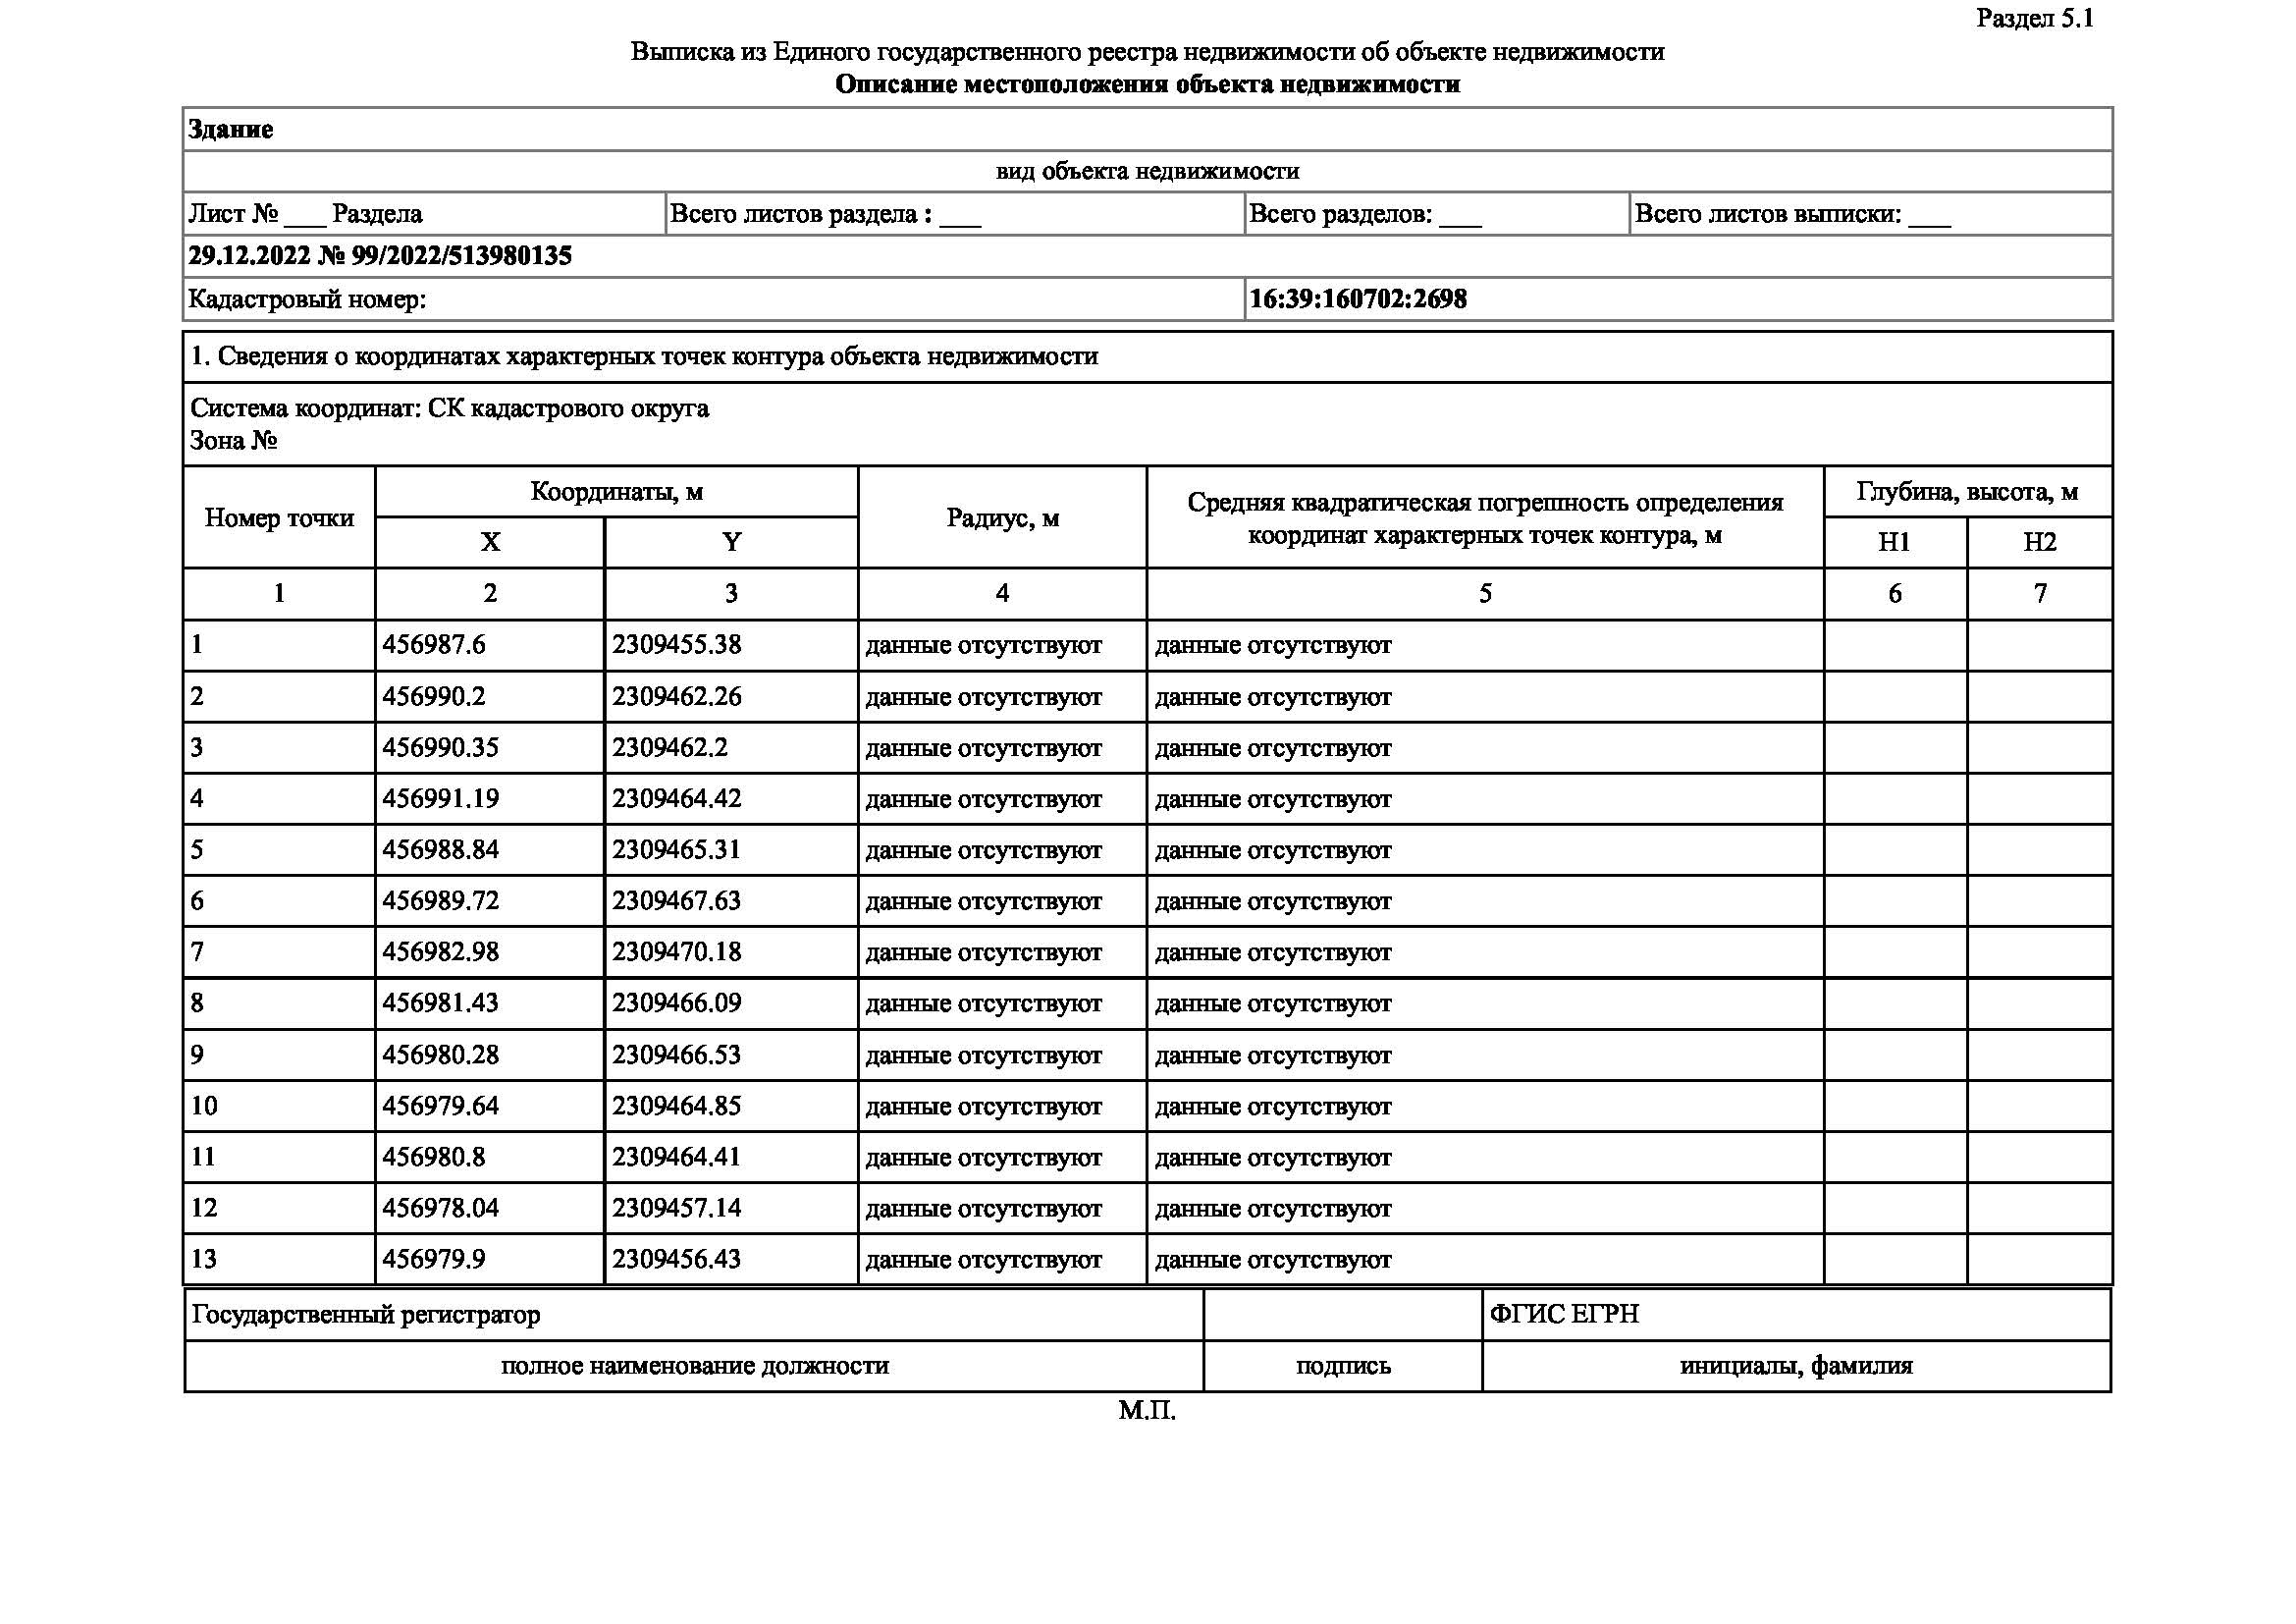 Раздел 5.1
Выписка из Единого государственного реестра недвижимости об объекте недвижимости
Описание местоположения объекта недвижимости
Здание
вид объекта недвижимости
Лист № ___ Раздела Всего листов раздела : ___ Всего разделов: ___ Всего листов выписки: ___
29.12.2022 № 99/2022/513980135
Кадастровый номер: 16:39:160702:2698
1. Сведения о координатах характерных точек контура объекта недвижимости
Система координат: СК кадастрового округа
Зона №
Номер точки Координаты, м Радиус, м Средняя квадратическая погрешность определения координат характерных точек контура, м Глубина, высота, м
X Y H1 H2
1 2 3 4 5 6 7
1 456987.6 2309455.38 данные отсутствуют данные отсутствуют
2 456990.2 2309462.26 данные отсутствуют данные отсутствуют
3 456990.35 2309462.2 данные отсутствуют данные отсутствуют
4 456991.19 2309464.42 данные отсутствуют данные отсутствуют
5 456988.84 2309465.31 данные отсутствуют данные отсутствуют
6 456989.72 2309467.63 данные отсутствуют данные отсутствуют
7 456982.98 2309470.18 данные отсутствуют данные отсутствуют
8 456981.43 2309466.09 данные отсутствуют данные отсутствуют
9 456980.28 2309466.53 данные отсутствуют данные отсутствуют
10 456979.64 2309464.85 данные отсутствуют данные отсутствуют
11 456980.8 2309464.41 данные отсутствуют данные отсутствуют
12 456978.04 2309457.14 данные отсутствуют данные отсутствуют
13 456979.9 2309456.43 данные отсутствуют данные отсутствуют
Государственный регистратор ФГИС ЕГРН
полное наименование должности подпись инициалы, фамилия
М.П.